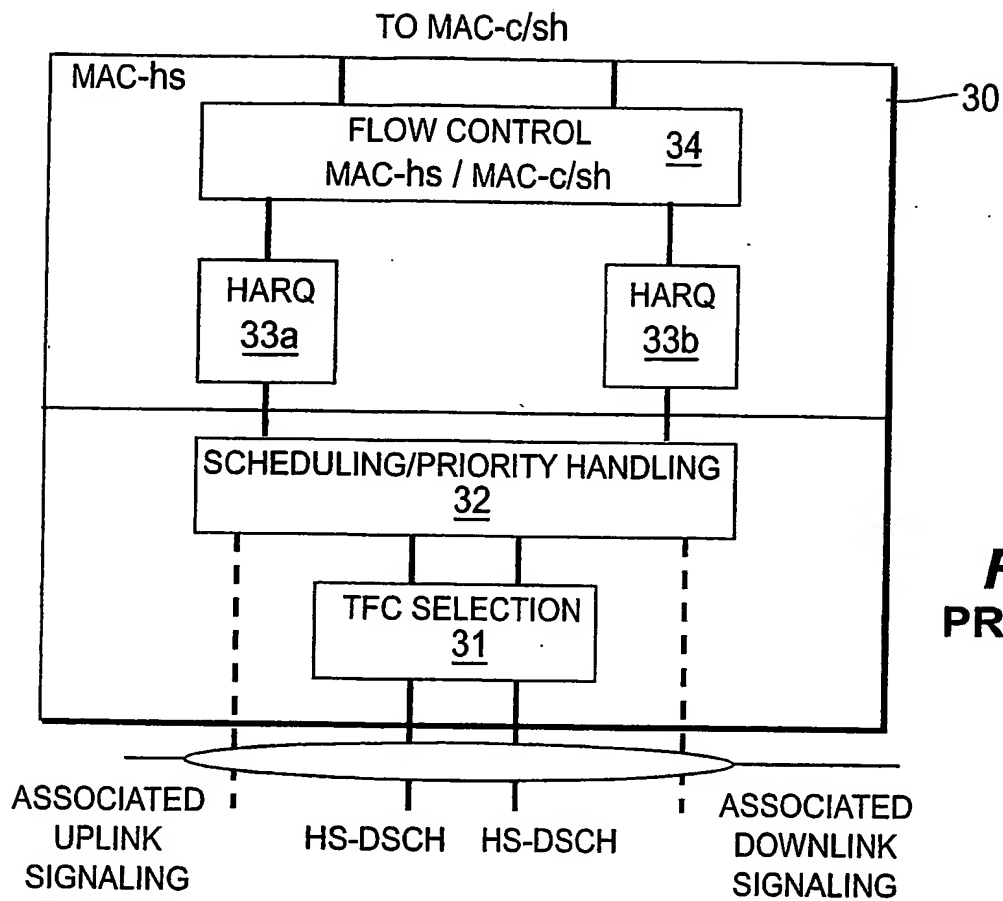 TO MAC-c/sh
MAC-hs
30
FLOW CONTROL 34
MAC-hs / MAC-c/sh
HARQ
33a
HARQ
33b
SCHEDULING/PRIORITY HANDLING
32
TFC SELECTION
31
PR
ASSOCIATED
UPLINK
SIGNALING
HS-DSCH HS-DSCH
ASSOCIATED
DOWNLINK
SIGNALING